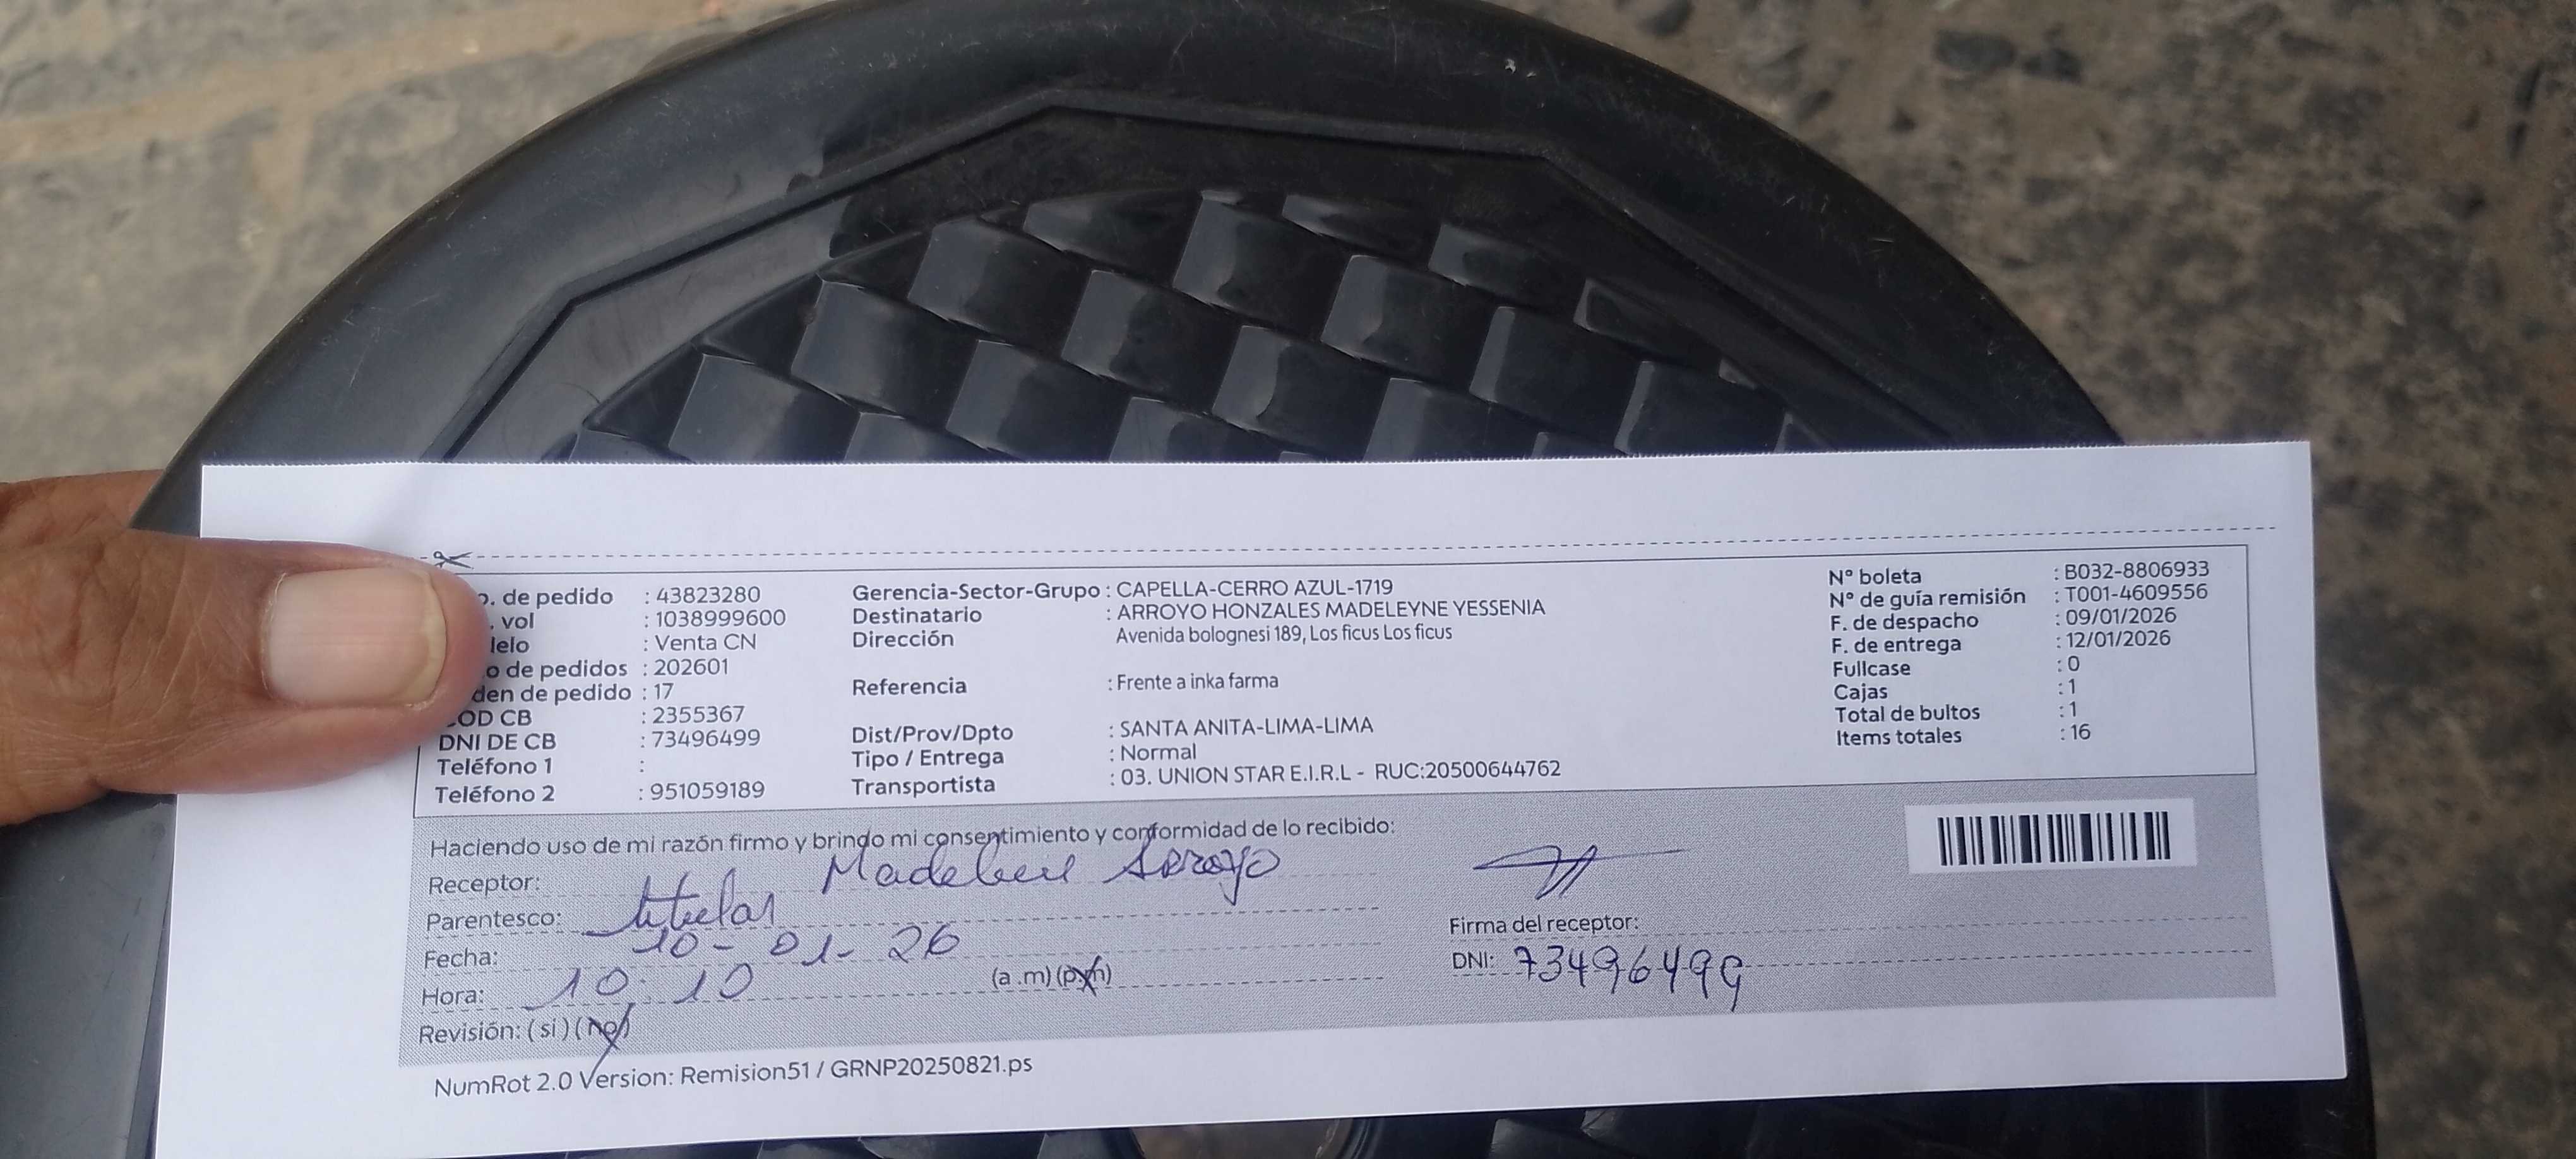 o. de pedido : 43823280
. vol : 1038999600
lelo : Venta CN
o de pedidos : 202601
den de pedido : 17
COD CB : 2355367
DNI DE CB : 73496499
Teléfono 1 :
Teléfono 2 : 951059189
Gerencia-Sector-Grupo : CAPELLA-CERRO AZUL-1719
Destinatario : ARROYO HONZALES MADELEYNE YESSENIA
Dirección Avenida bolognesi 189, Los ficus Los ficus
Referencia : Frente a inka farma
Dist/Prov/Dpto : SANTA ANITA-LIMA-LIMA
Tipo / Entrega : Normal
Transportista : 03. UNION STAR E.I.R.L - RUC:20500644762
N° boleta : B032-8806933
N° de guía remisión : T001-4609556
F. de despacho : 09/01/2026
F. de entrega : 12/01/2026
Fullcase : 0
Cajas : 1
Total de bultos : 1
Items totales : 16
Haciendo uso de mi razón firmo y brindo mi consentimiento y conformidad de lo recibido:
Receptor: Arroyo
Parentesco: titular
Fecha: 10-01-26
Hora: 10:10 (a.m) (p.m)
Revisión: (si) (no)
Firma del receptor:
DNI: 73496499
NumRot 2.0 Version: Remision51 / GRNP20250821.ps